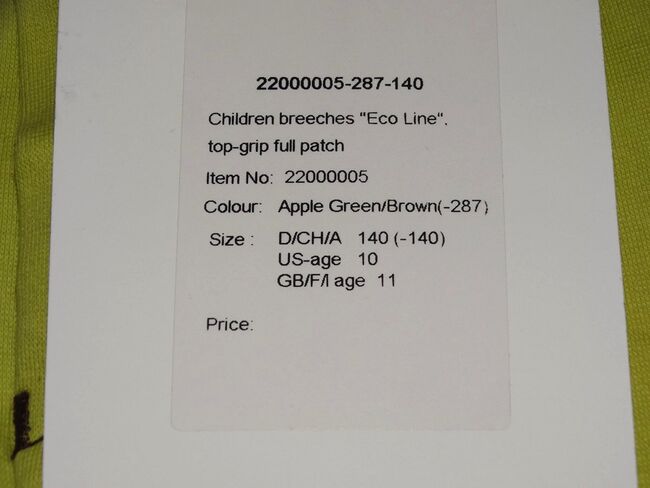 22000005-287-140
Children breeches "Eco Line",
top-grip full patch
Item No: 22000005
Colour: Apple Green/Brown(-287)
Size : D/CH/A 140 (-140)
US-age 10
GB/F/I age 11
Price: